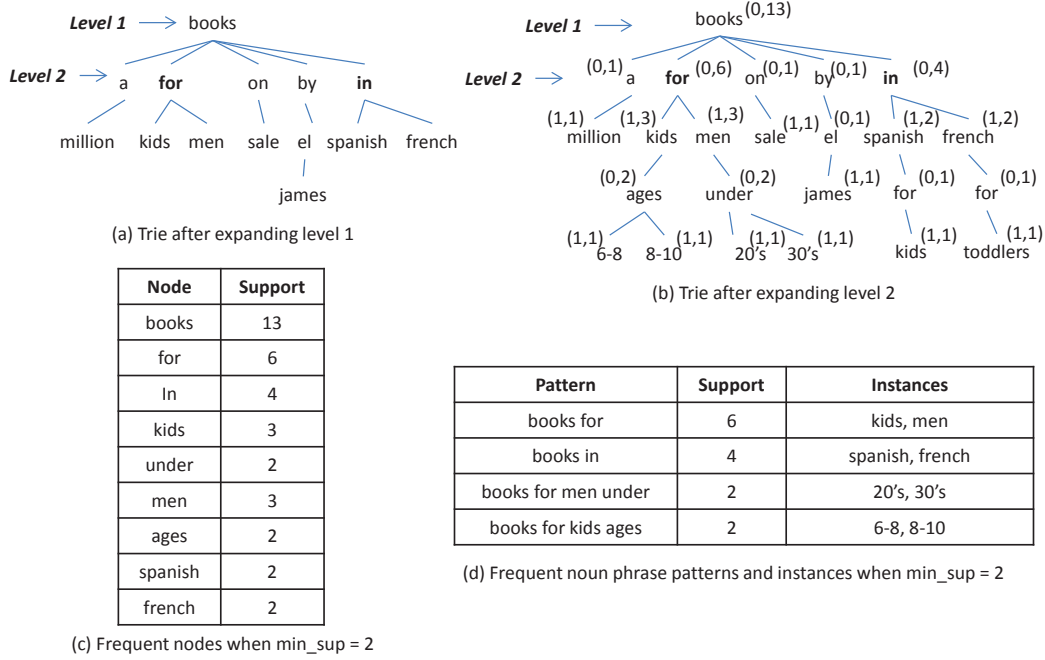 Level 1 books
Level 2 a for on by in
million kids men sale el spanish french
james
(a) Trie after expanding level 1
Level 1 books (0,13)
Level 2 (0,1) a for (0,6) on (0,1) by (0,1) in (0,4)
(1,1) million (1,3) kids (1,3) men sale (1,1) (0,1) el (1,2) spanish (1,2) french
(0,2) ages under (0,2) james (1,1) for (0,1) for (0,1)
(1,1) 6-8 8-10 (1,1) 20's (1,1) 30's (1,1) kids (1,1) toddlers (1,1)
(b) Trie after expanding level 2
Node Support
books 13
for 6
In 4
kids 3
under 2
men 3
ages 2
spanish 2
french 2
(c) Frequent nodes when min_sup = 2
Pattern Support Instances
books for 6 kids, men
books in 4 spanish, french
books for men under 2 20's, 30's
books for kids ages 2 6-8, 8-10
(d) Frequent noun phrase patterns and instances when min_sup = 2